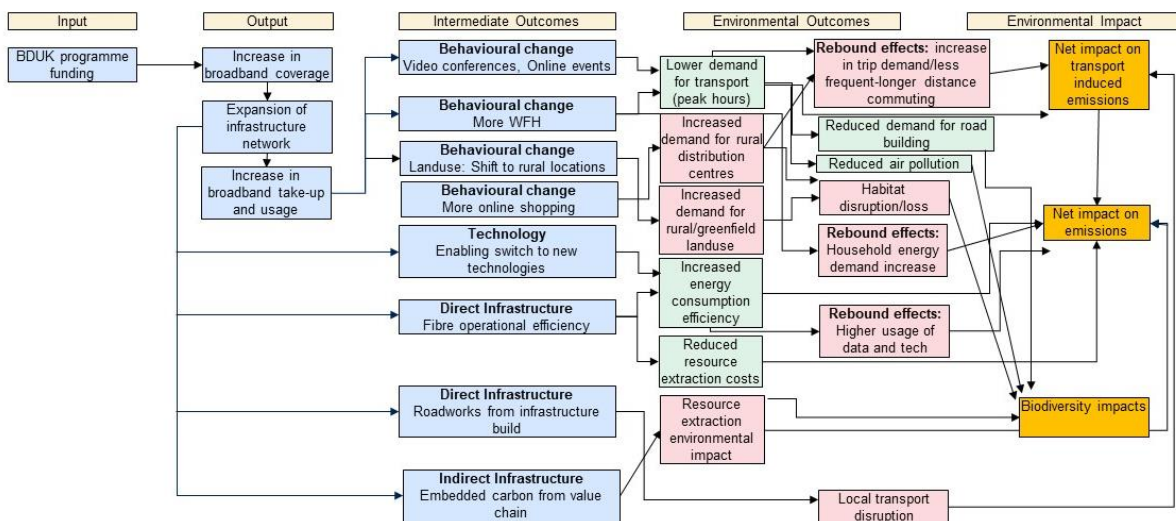 Input
Output
Intermediate Outcomes
Environmental Outcomes
Environmental Impact
BDUK programme
funding
Increase in
broadband coverage
Expansion of
infrastructure
network
Increase in
broadband take-up
and usage
Behavioural change
Video conferences, Online events
Behavioural change
More WFH
Behavioural change
Landuse: Shift to rural locations
Behavioural change
More online shopping
Technology
Enabling switch to new
technologies
Direct Infrastructure
Fibre operational efficiency
Direct Infrastructure
Roadworks from infrastructure
build
Indirect Infrastructure
Embedded carbon from value
chain
Lower demand
for transport
(peak hours)
Increased
demand for rural
distribution
centres
Increased
demand for
rural/greenfield
landuse
Increased
energy
consumption
efficiency
Reduced
resource
extraction costs
Resource
extraction
environmental
impact
Rebound effects: increase
in trip demand/less
frequent-longer distance
commuting
Reduced demand for road
building
Reduced air pollution
Habitat
disruption/loss
Rebound effects:
Household energy
demand increase
Rebound effects:
Higher usage of
data and tech
Local transport
disruption
Net impact on
transport
induced
emissions
Net impact on
emissions
Biodiversity impacts